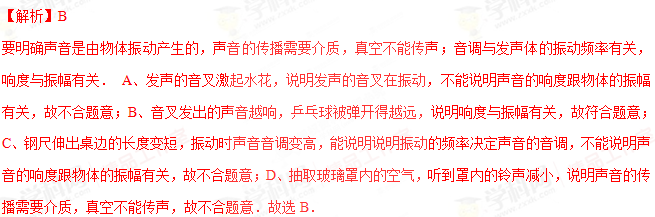 【解析】B
要明确声音是由物体振动产生的，声音的传播需要介质，真空不能传声；音调与发声体的振动频率有关，
响度与振幅有关． A、发声的音叉激起水花，说明发声的音叉在振动，不能说明声音的响度跟物体的振幅
有关，故不合题意；B、音叉发出的声音越响，乒乓球被弹开得越远，说明响度与振幅有关，故符合题意；
C、钢尺伸出桌边的长度变短，振动时声音音调变高，能说明说明振动的频率决定声音的音调，不能说明声
音的响度跟物体的振幅有关，故不合题意；D、抽取玻璃罩内的空气，听到罩内的铃声减小，说明声音的传
播需要介质，真空不能传声，故不合题意．故选 B．